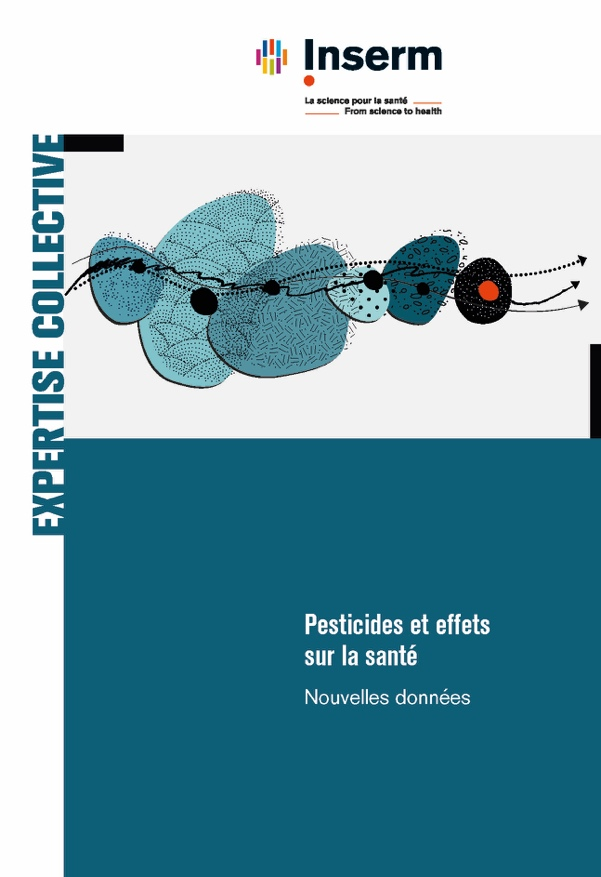 Inserm
La science pour la santé
From science to health
EXPERTISE COLLECTIVE
Pesticides et effets
sur la santé
Nouvelles données